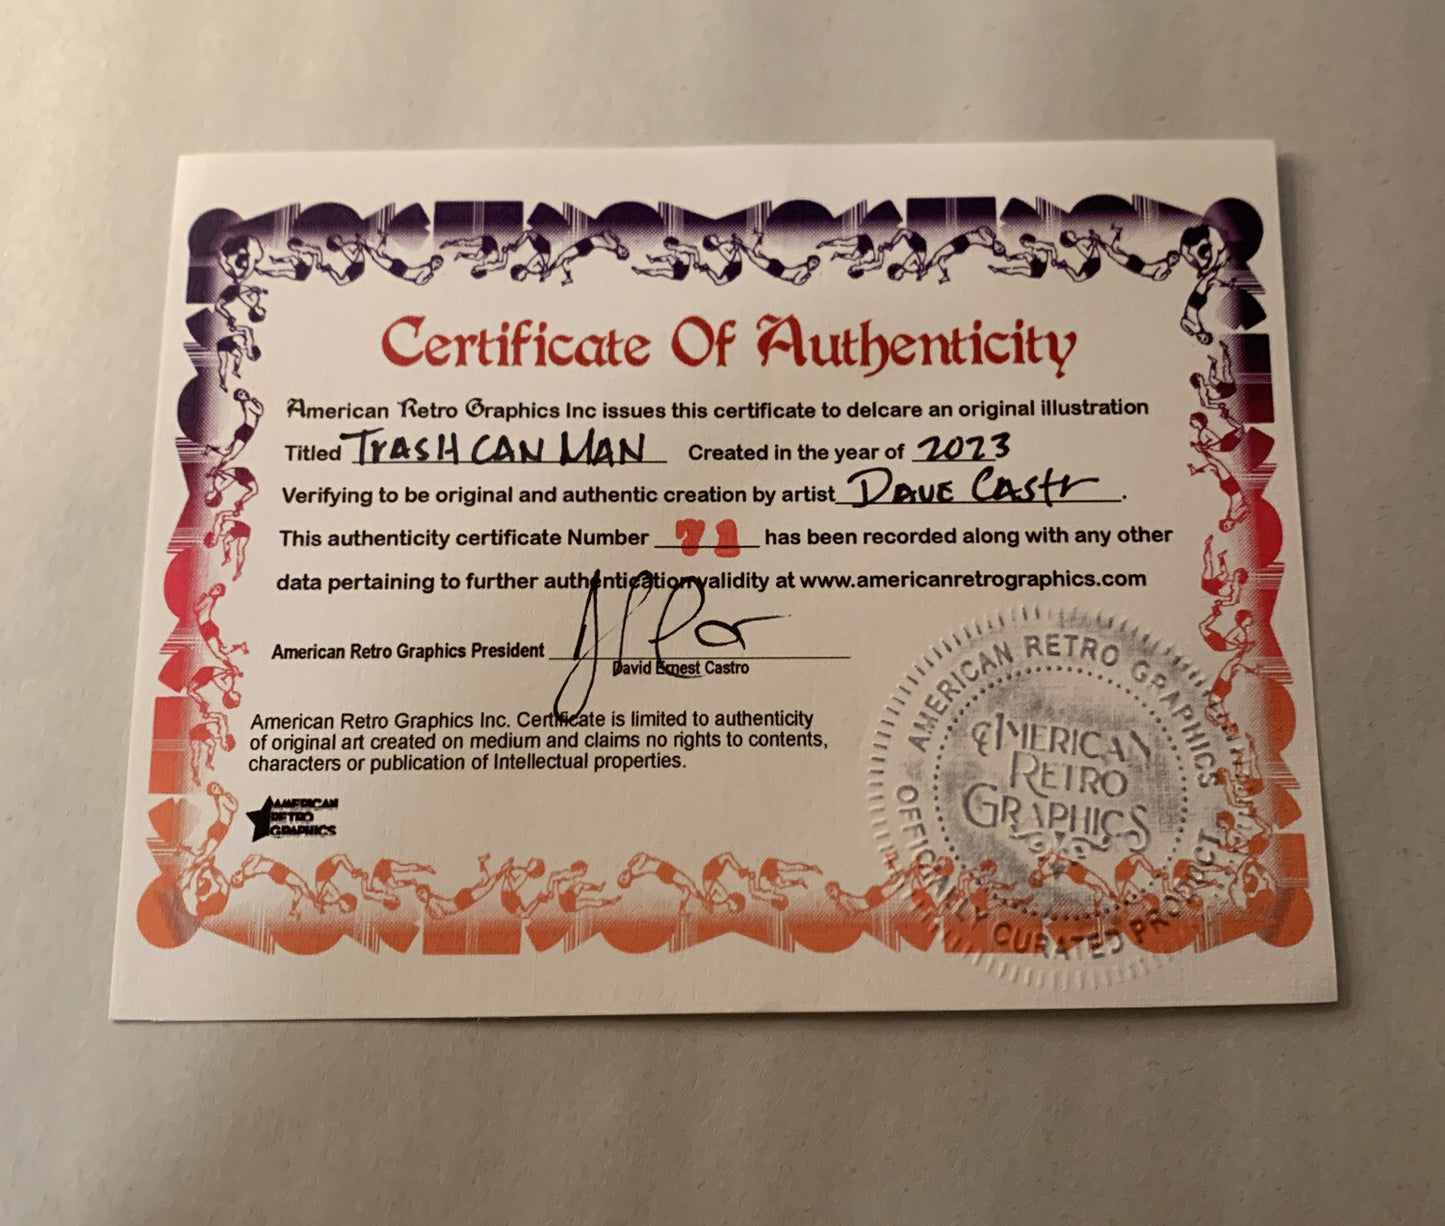 Certificate Of Authenticity
American Retro Graphics Inc issues this certificate to delcare an original illustration
Titled TrASH CAN MAN Created in the year of 2023
Verifying to be original and authentic creation by artist DAVE CAStr.
This authenticity certificate Number 71 has been recorded along with any other
data pertaining to further authentication validity at www.americanretrographics.com
American Retro Graphics President
David Ernest Castro
American Retro Graphics Inc. Certificate is limited to authenticity
of original art created on medium and claims no rights to contents,
characters or publication of Intellectual properties.
AMERICAN
RETRO
GRAPHICS
AMERICAN RETRO GRAPHICS
AMERICAN
RETRO
GRAPHICS
OFFICIALLY CURATED PRODUCT